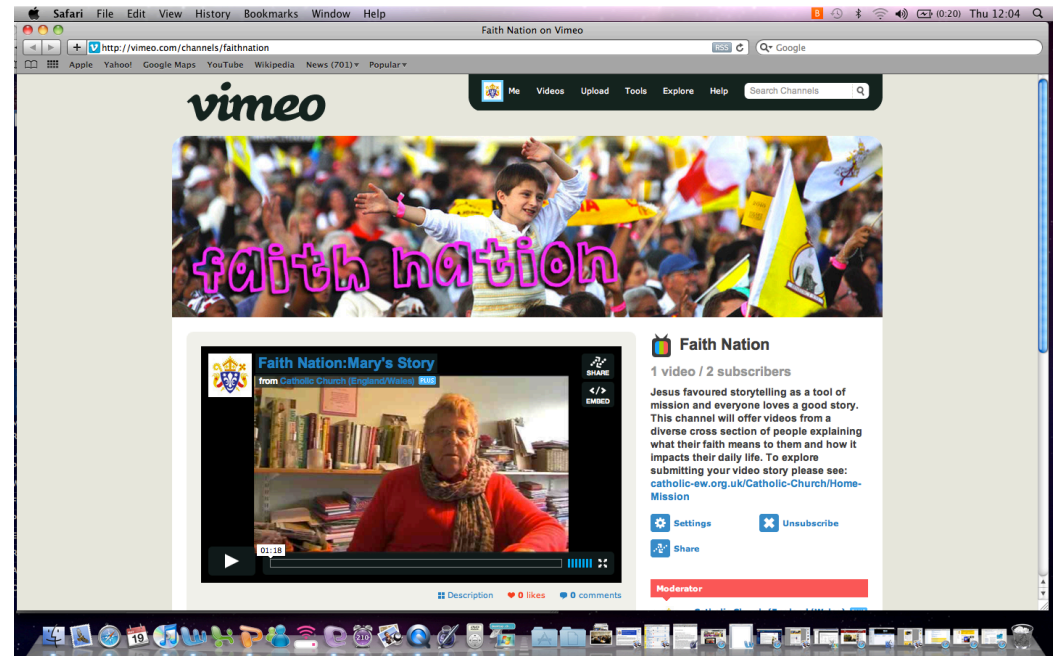 Safari File Edit View History Bookmarks Window Help
(0:20) Thu 12:04
Faith Nation on Vimeo
http://vimeo.com/channels/faithnation
RSS
Google
Apple Yahoo! Google Maps YouTube Wikipedia News (701) Popular
vimeo
Me Videos Upload Tools Explore Help Search Channels
faith nation
Faith Nation:Mary's Story
from Catholic Church (England/Wales) PLUS
SHARE
EMBED
01:18
Description 0 likes 0 comments
Faith Nation
1 video / 2 subscribers
Jesus favoured storytelling as a tool of
mission and everyone loves a good story.
This channel will offer videos from a
diverse cross section of people explaining
what their faith means to them and how it
impacts their daily life. To explore
submitting your video story please see:
catholic-ew.org.uk/Catholic-Church/Home-
Mission
Settings Unsubscribe
Share
Moderator
19
210